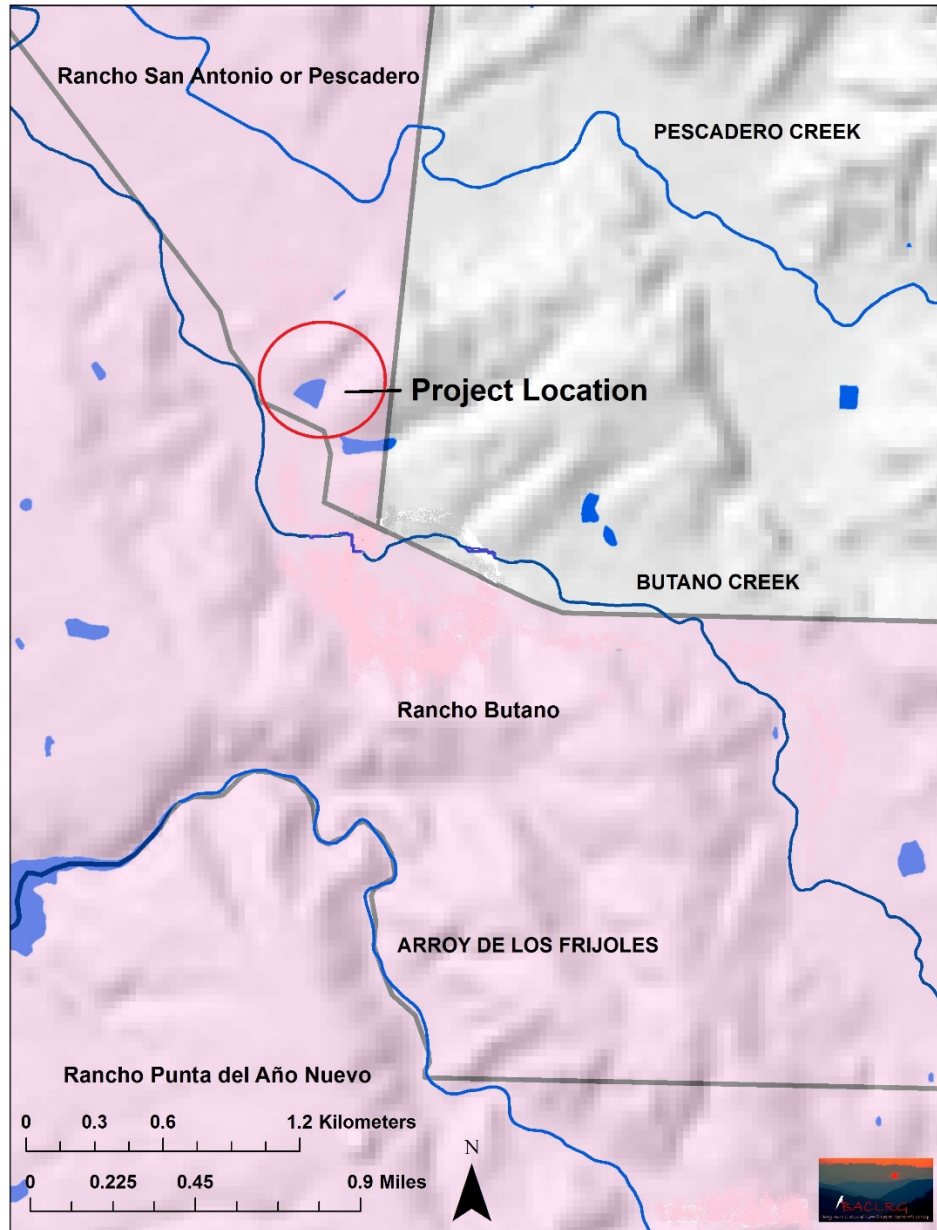 Rancho San Antonio or Pescadero
PESCADERO CREEK
Project Location
BUTANO CREEK
Rancho Butano
ARROY DE LOS FRIJOLES
Rancho Punta del Año Nuevo
0 0.3 0.6 1.2 Kilometers
0 0.225 0.45 0.9 Miles
N
BACLRG